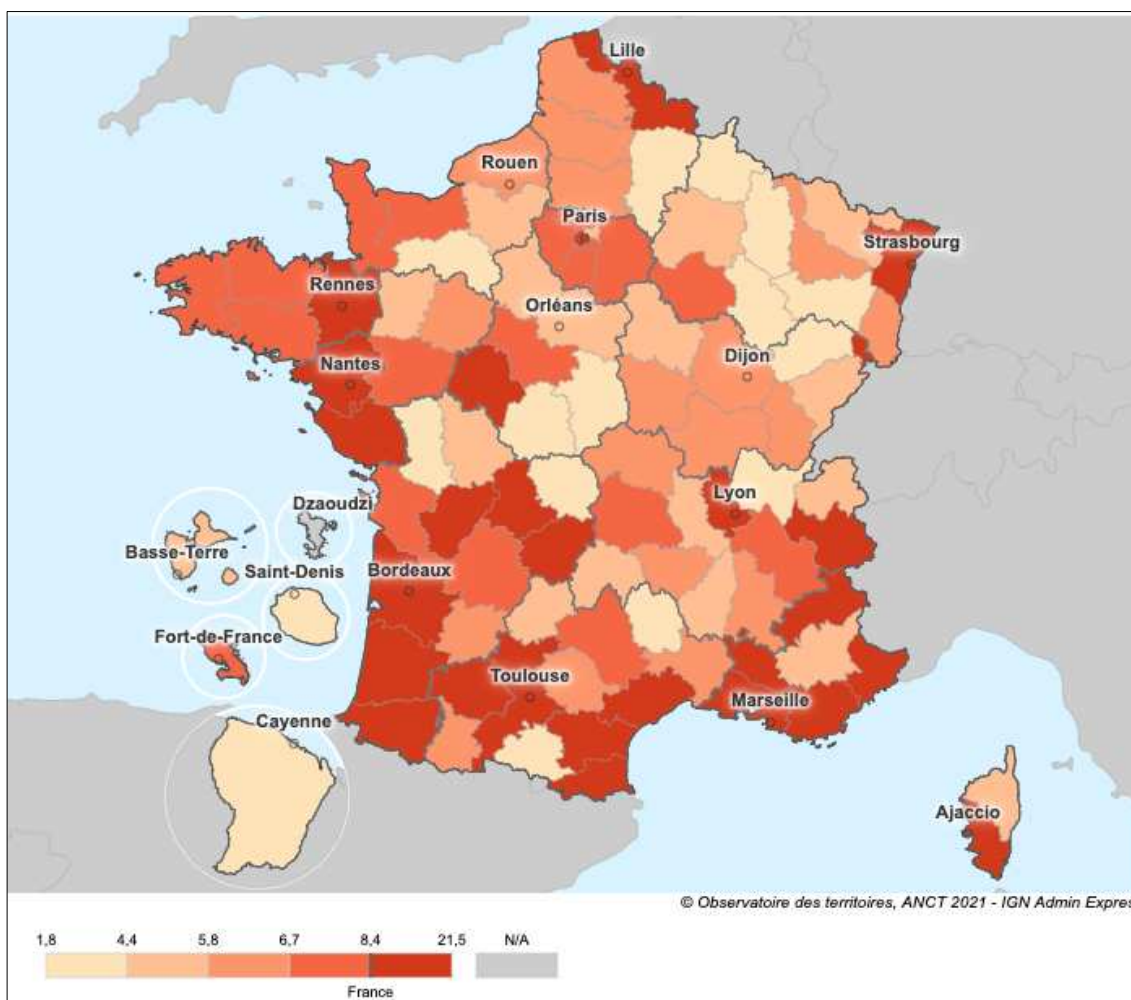 Lille
Rouen
Paris
Strasbourg
Rennes
Orléans
Dijon
Nantes
Lyon
Dzaoudzi
Basse-Terre
Saint-Denis
Bordeaux
Fort-de-France
Toulouse
Marseille
Cayenne
Ajaccio
© Observatoire des territoires, ANCT 2021 - IGN Admin Expres
1,8 4,4 5,8 6,7 8,4 21,5 N/A
France